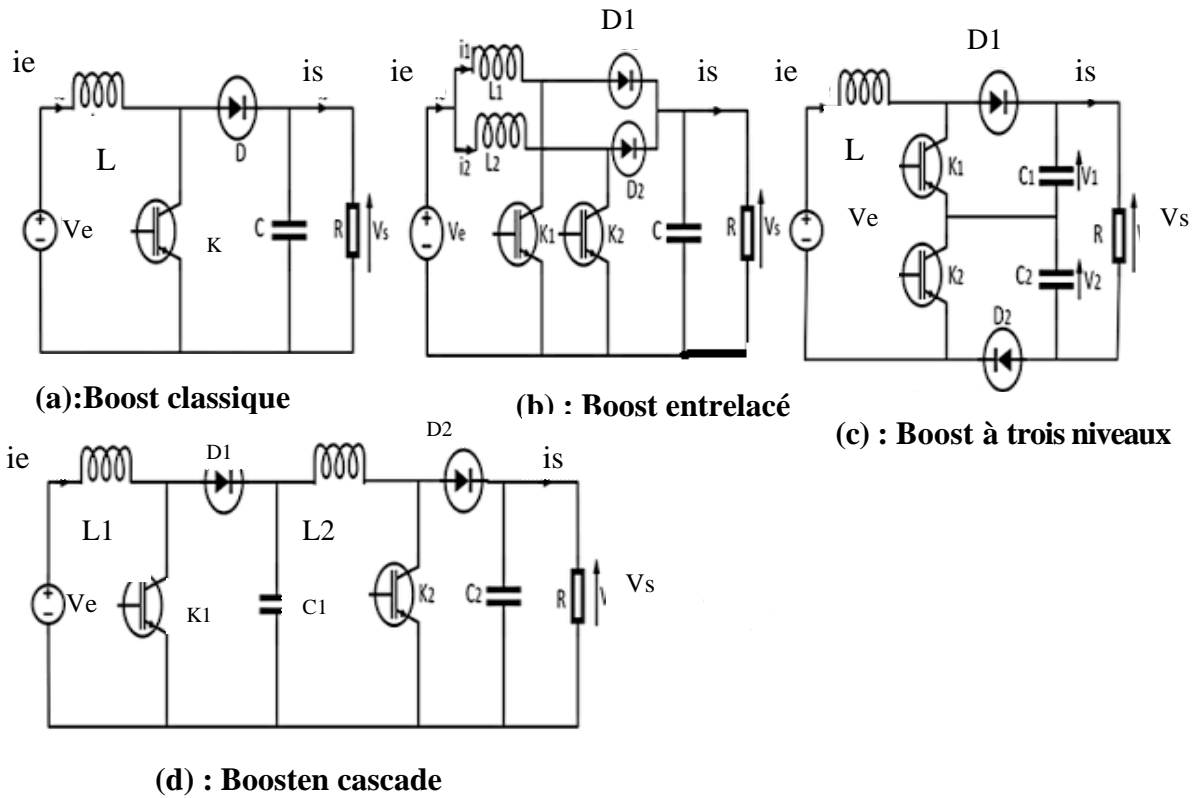 D1
D1
ie
is
ie
i1
is
ie
is
L1
L
D
i2
L2
D2
L
K1
C1
V1
Ve
K
C
R
Vs
Ve
K1
K2
C
R
Vs
Ve
R
Vs
K2
C2
V2
D2
(a):Boost classique
(b) : Boost entrelacé
(c) : Boost à trois niveaux
ie
D1
D2
is
L1
L2
Ve
K1
C1
K2
C2
R
Vs
(d) : Boosten cascade